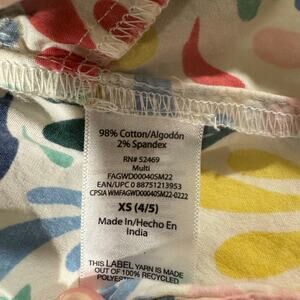 98% Cotton/Algodón
2% Spandex
RN# 52469
Multi
FAGWD00040SM22
EAN/UPC 0 88751213953
CPSIA WMFAGWD00040SM22-0222
XS (4/5)
Made In/Hecho En
India
THIS LABEL YARN IS MADE
OUT OF 100% RECYCLED